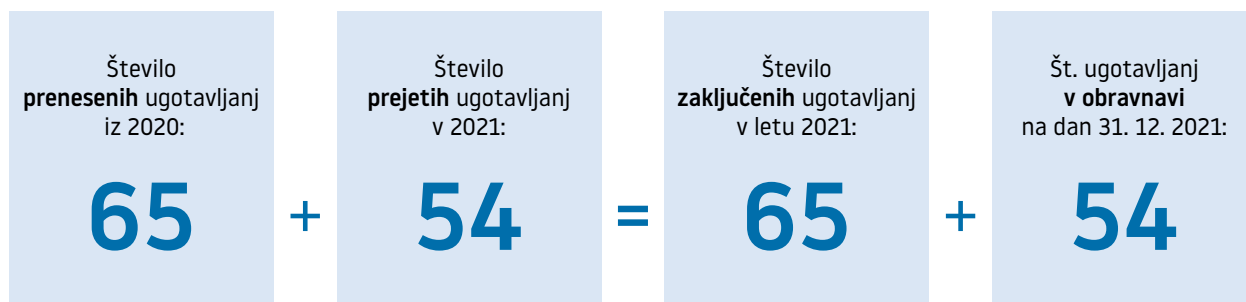 Število
prenesenih ugotavljanj
iz 2020:
65
+
Število
prejetih ugotavljanj
v 2021:
54
=
Število
zaključenih ugotavljanj
v letu 2021:
65
+
Št. ugotavljanj
v obravnavi
na dan 31. 12. 2021:
54